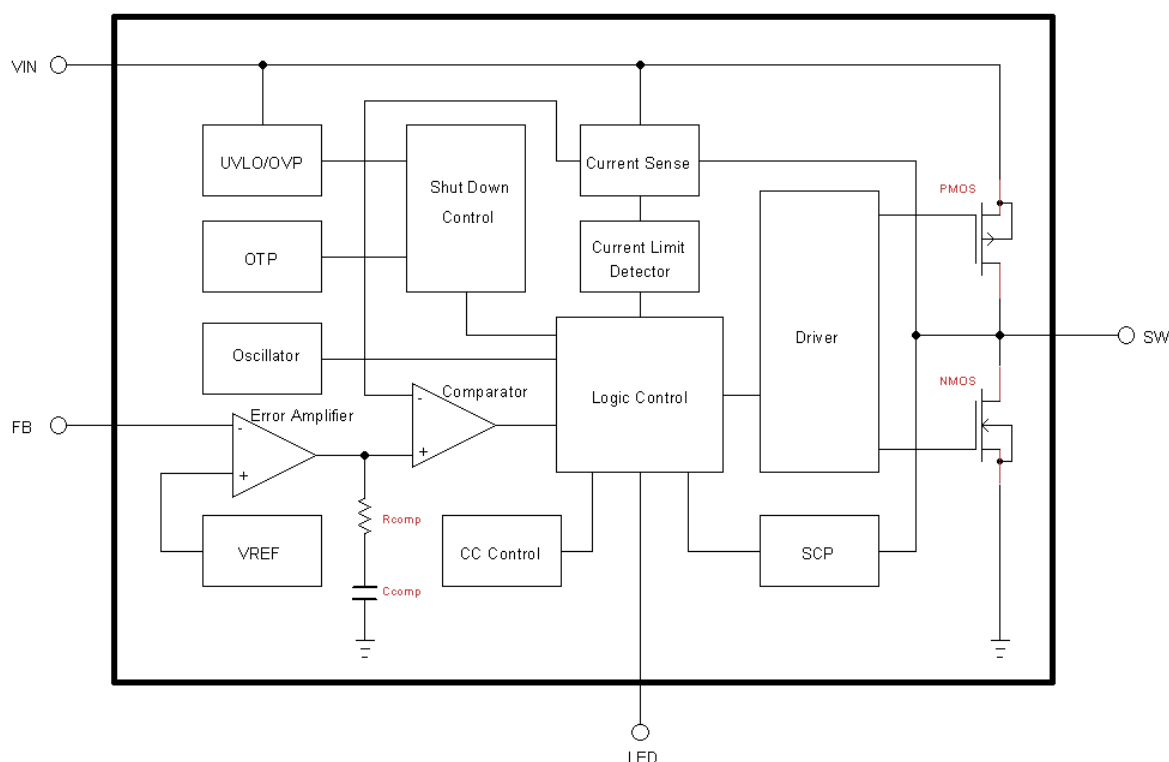 VIN
UVLO/OVP
Shut Down
Control
Current Sense
PMOS
OTP
Current Limit
Detector
Oscillator
Driver
SW
Comparator
Logic Control
NMOS
-
Error Amplifier
FB
-
+
+
Rcomp
VREF
CC Control
SCP
Ccomp
LED